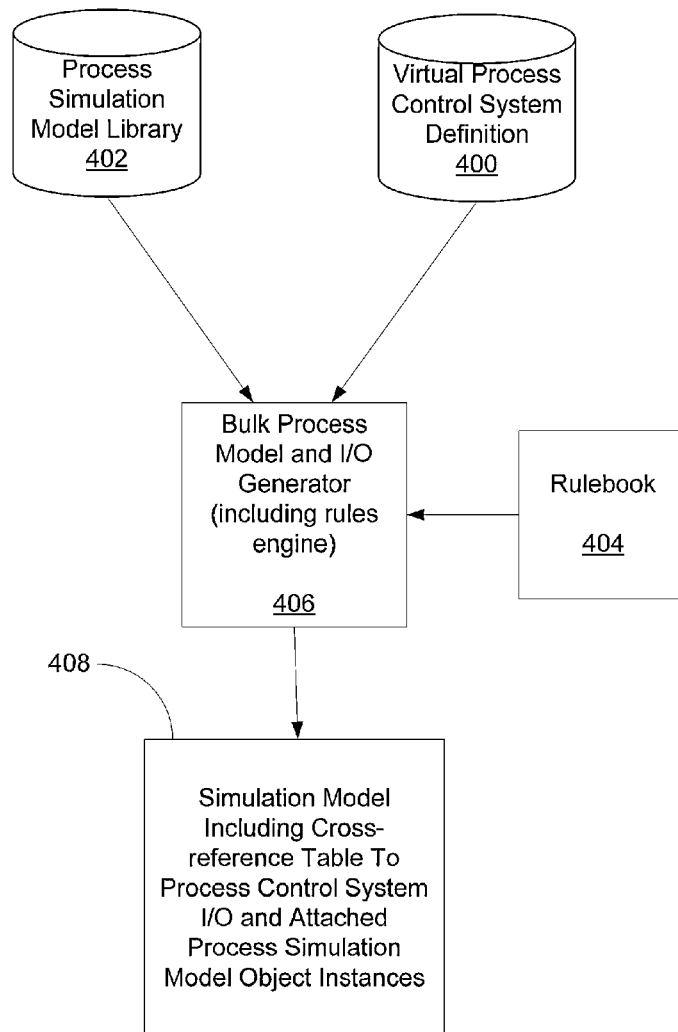 Process
Simulation
Model Library
402
Virtual Process
Control System
Definition
400
Bulk Process
Model and I/O
Generator
(including rules
engine)
406
Rulebook
404
408
Simulation Model
Including Cross-
reference Table To
Process Control System
I/O and Attached
Process Simulation
Model Object Instances